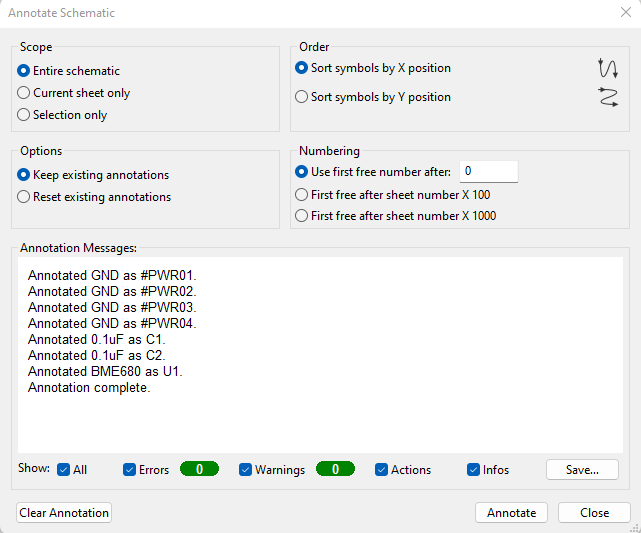 Annotate Schematic
Scope
Entire schematic
Current sheet only
Selection only
Order
Sort symbols by X position
Sort symbols by Y position
Options
Keep existing annotations
Reset existing annotations
Numbering
Use first free number after: 0
First free after sheet number X 100
First free after sheet number X 1000
Annotation Messages:
Annotated GND as #PWR01.
Annotated GND as #PWR02.
Annotated GND as #PWR03.
Annotated GND as #PWR04.
Annotated 0.1uF as C1.
Annotated 0.1uF as C2.
Annotated BME680 as U1.
Annotation complete.
Show: All Errors 0 Warnings 0 Actions Infos Save...
Clear Annotation Annotate Close